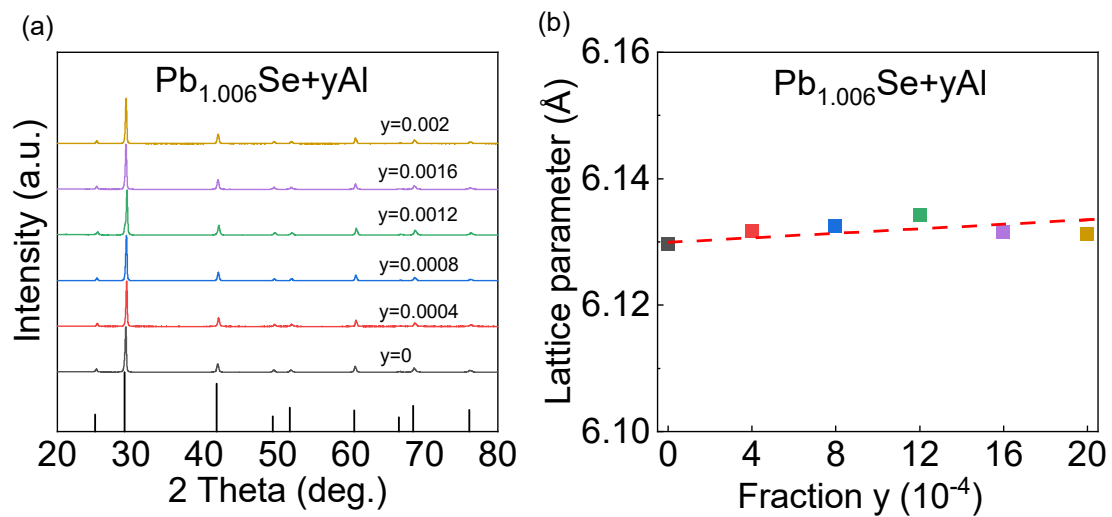 (a)
Pb1.006Se+yAl
y=0.002
y=0.0016
y=0.0012
y=0.0008
y=0.0004
y=0
Intensity (a.u.)
20 30 40 50 60 70 80
2 Theta (deg.)
(b)
Pb1.006Se+yAl
6.16
6.14
6.12
6.10
Lattice parameter (Å)
0 4 8 12 16 20
Fraction y (10-4)